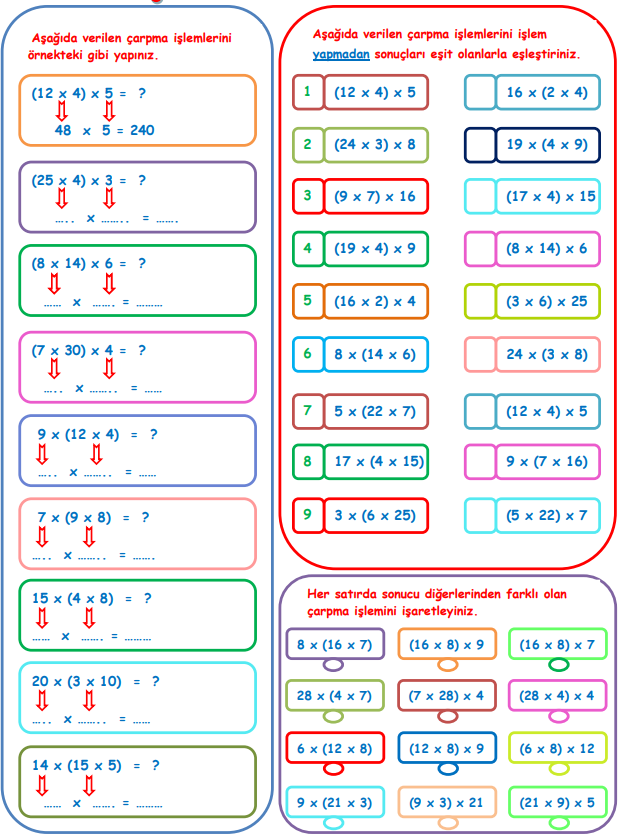 Aşağıda verilen çarpma işlemlerini
örnekteki gibi yapınız.
(12 x 4) x 5 = ?
48 x 5 = 240
(25 x 4) x 3 = ?
….. x …….. = …….
(8 x 14) x 6 = ?
…… x ……. = ………
(7 x 30) x 4 = ?
….. x …….. = ……
9 x (12 x 4) = ?
….. x …….. = ……
7 x (9 x 8) = ?
….. x …….. = …….
15 x (4 x 8) = ?
…… x ……. = ………
20 x (3 x 10) = ?
….. x …….. = ……
14 x (15 x 5) = ?
…… x ……. = ………
Aşağıda verilen çarpma işlemlerini işlem
yapmadan sonuçları eşit olanlarla eşleştiriniz.
1 (12 x 4) x 5 16 x (2 x 4)
2 (24 x 3) x 8 19 x (4 x 9)
3 (9 x 7) x 16 (17 x 4) x 15
4 (19 x 4) x 9 (8 x 14) x 6
5 (16 x 2) x 4 (3 x 6) x 25
6 8 x (14 x 6) 24 x (3 x 8)
7 5 x (22 x 7) (12 x 4) x 5
8 17 x (4 x 15) 9 x (7 x 16)
9 3 x (6 x 25) (5 x 22) x 7
Her satırda sonucu diğerlerinden farklı olan
çarpma işlemini işaretleyiniz.
8 x (16 x 7) (16 x 8) x 9 (16 x 8) x 7
28 x (4 x 7) (7 x 28) x 4 (28 x 4) x 4
6 x (12 x 8) (12 x 8) x 9 (6 x 8) x 12
9 x (21 x 3) (9 x 3) x 21 (21 x 9) x 5